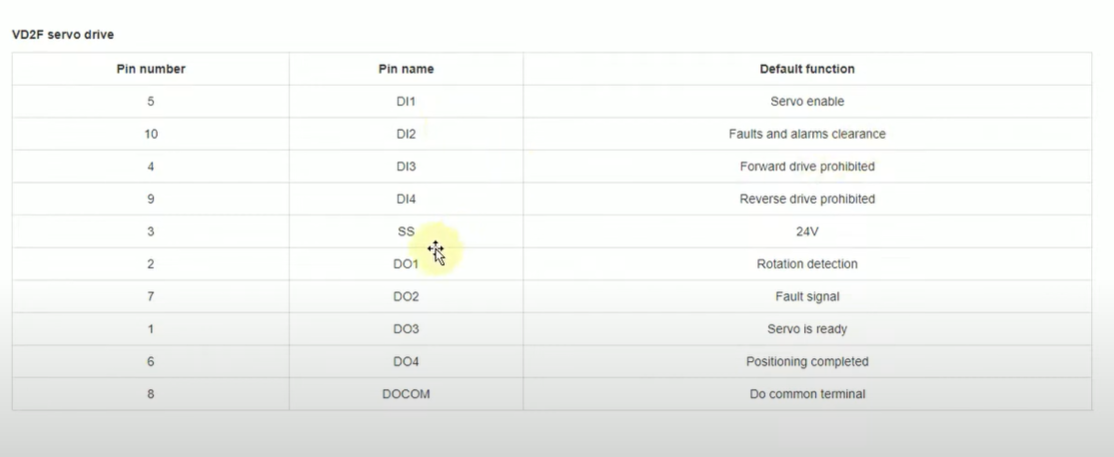 VD2F servo drive
Pin number Pin name Default function
5 DI1 Servo enable
10 DI2 Faults and alarms clearance
4 DI3 Forward drive prohibited
9 DI4 Reverse drive prohibited
3 SS 24V
2 DO1 Rotation detection
7 DO2 Fault signal
1 DO3 Servo is ready
6 DO4 Positioning completed
8 DOCOM Do common terminal